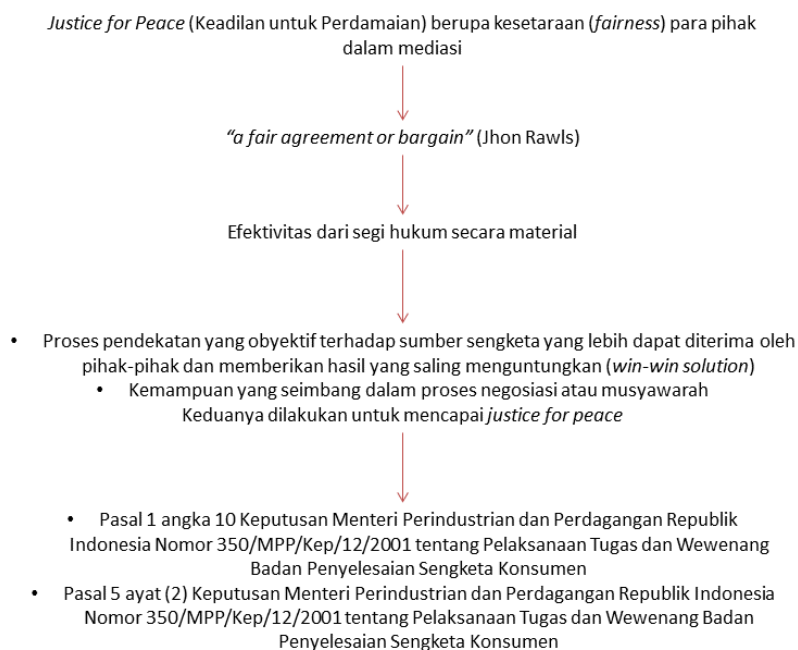 Justice for Peace (Keadilan untuk Perdamaian) berupa kesetaraan (fairness) para pihak
dalam mediasi
“a fair agreement or bargain” (Jhon Rawls)
Efektivitas dari segi hukum secara material
• Proses pendekatan yang obyektif terhadap sumber sengketa yang lebih dapat diterima oleh
pihak-pihak dan memberikan hasil yang saling menguntungkan (win-win solution)
• Kemampuan yang seimbang dalam proses negosiasi atau musyawarah
Keduanya dilakukan untuk mencapai justice for peace
• Pasal 1 angka 10 Keputusan Menteri Perindustrian dan Perdagangan Republik
Indonesia Nomor 350/MPP/Kep/12/2001 tentang Pelaksanaan Tugas dan Wewenang
Badan Penyelesaian Sengketa Konsumen
• Pasal 5 ayat (2) Keputusan Menteri Perindustrian dan Perdagangan Republik Indonesia
Nomor 350/MPP/Kep/12/2001 tentang Pelaksanaan Tugas dan Wewenang Badan
Penyelesaian Sengketa Konsumen